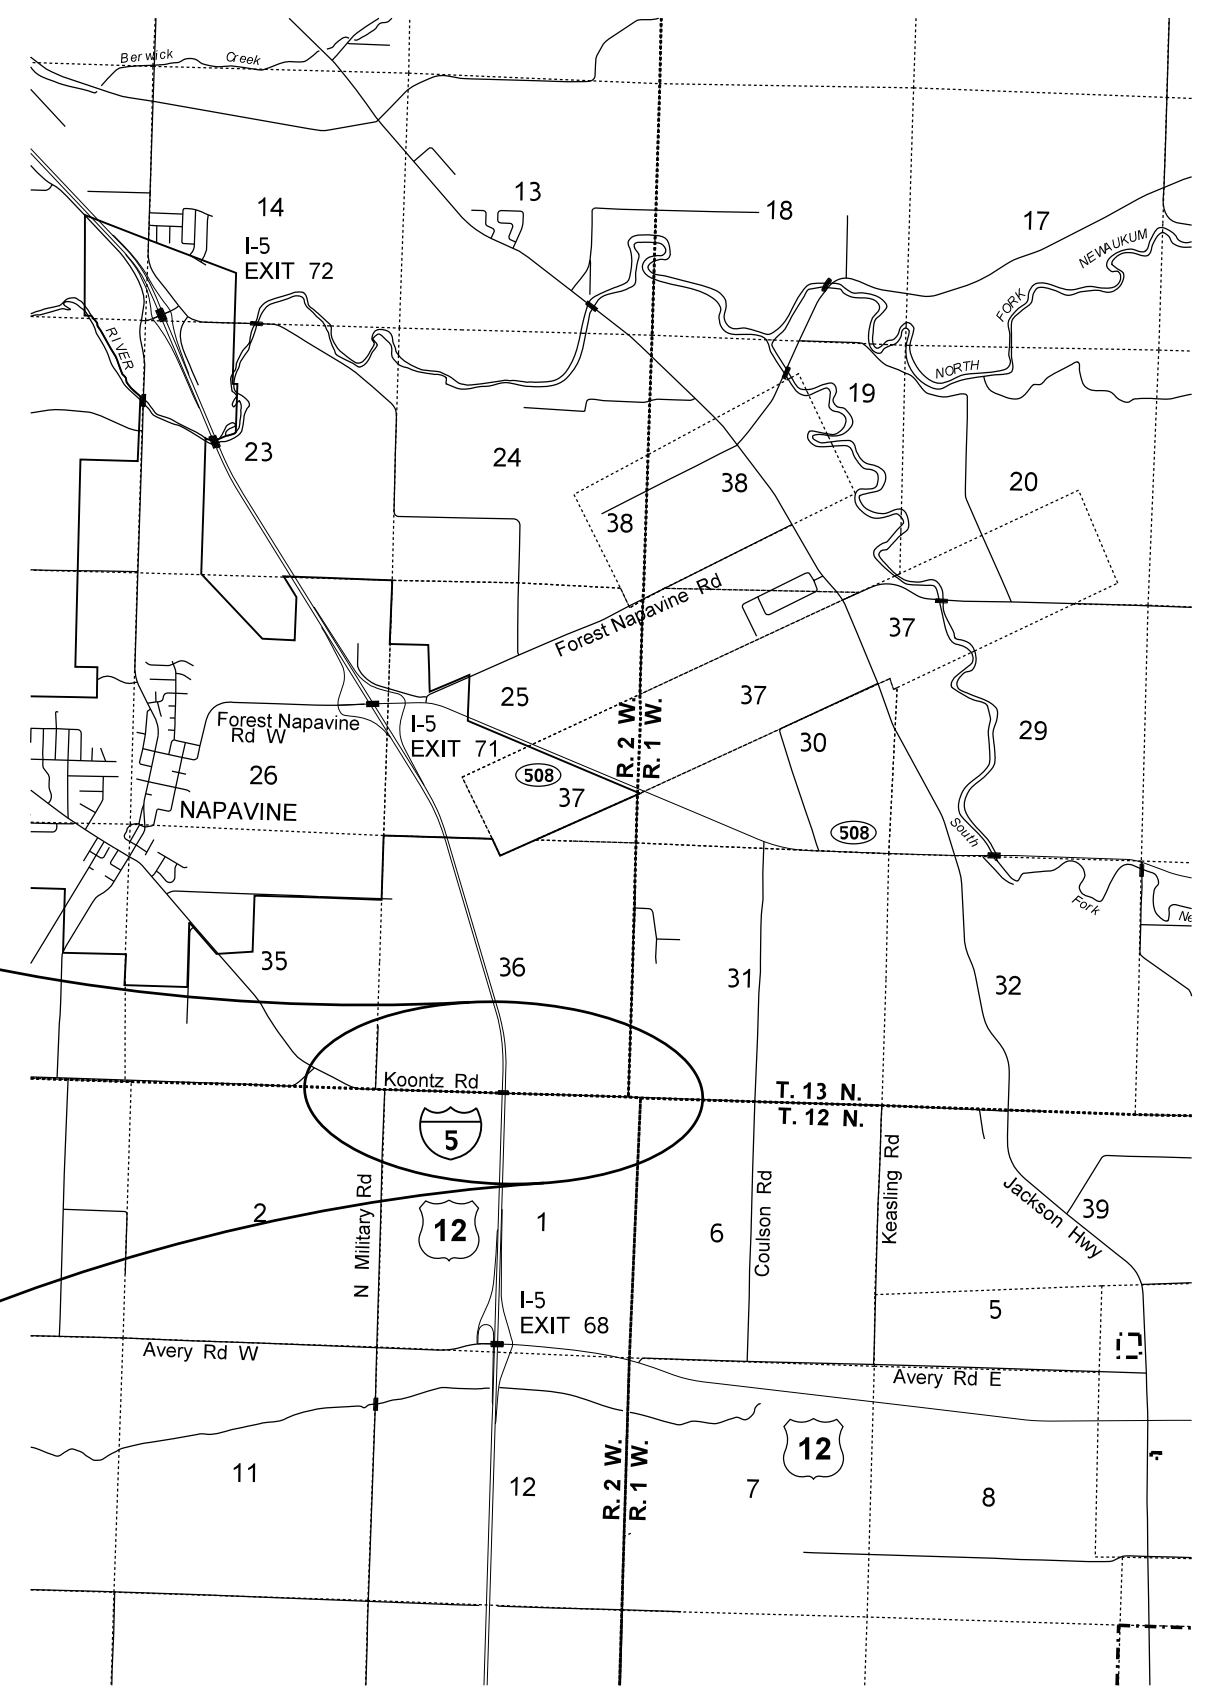 Berwick Creek
13
14
18
17
I-5
EXIT 72
NEWAUKUM
FORK
RIVER
NORTH
19
23
24
38
20
38
Forest Napavine Rd
37
25
37
R. 2 W.
R. 1 W.
Forest Napavine
Rd W
I-5
EXIT 71
30
29
26
508
37
NAPAVINE
508
South
Fork
Ne
35
36
31
32
Koontz Rd
T. 13 N.
T. 12 N.
5
N Military Rd
Coulson Rd
Keasling Rd
Jackson Hwy
39
2
12
1
6
I-5
EXIT 68
5
Avery Rd W
Avery Rd E
12
R. 2 W.
R. 1 W.
11
12
7
8